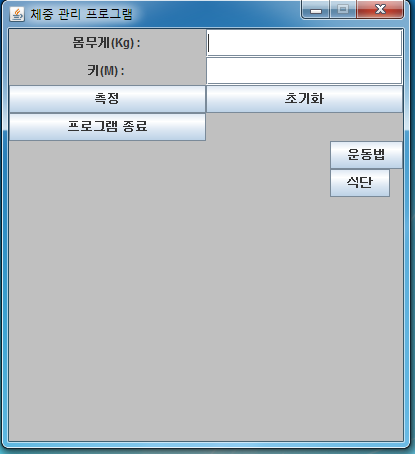 체중 관리 프로그램
몸무게(Kg) :
키(M) :
측정 초기화
프로그램 종료
운동법
식단